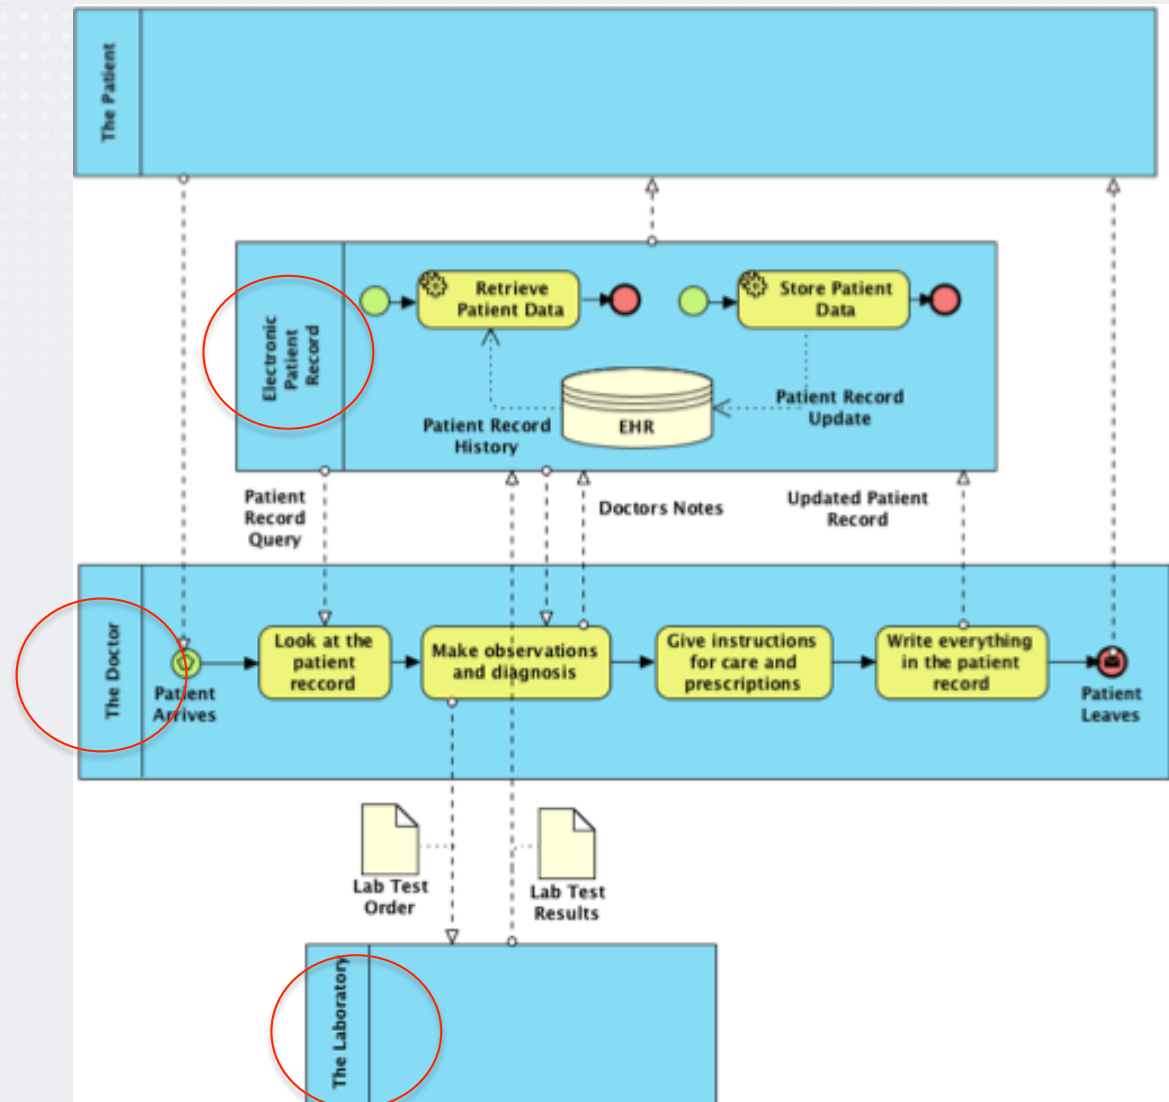 The Patient
Electronic
Patient
Record
Retrieve
Patient Data
Store Patient
Data
Patient Record
History
EHR
Patient Record
Update
Patient
Record
Query
Doctors Notes
Updated Patient
Record
The Doctor
Patient
Arrives
Look at the
patient
reccord
Make observations
and diagnosis
Give instructions
for care and
prescriptions
Write everything
in the patient
record
Patient
Leaves
Lab Test
Order
Lab Test
Results
The Laboratory